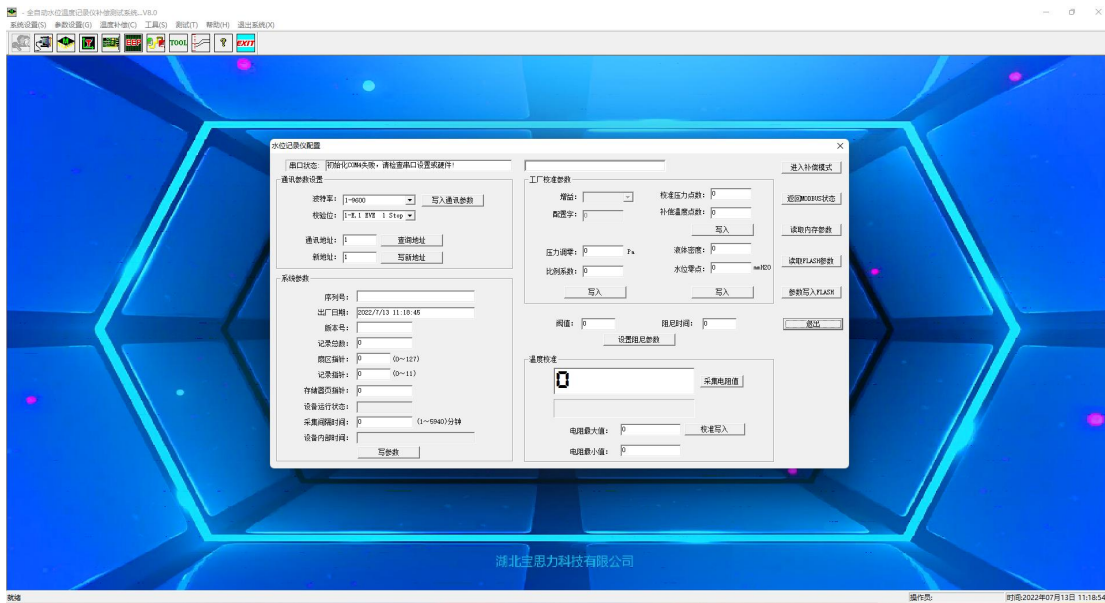 - 全自动水位温度记录仪补偿测试系统...V8.0
系统设置(S) 参数设置(G) 温度补偿(C) 工具(S) 测试(T) 帮助(H) 退出系统(X)
TOOL ? EXIT
水位记录仪配置
串口状态: 初始化COM4失败，请检查串口设置或硬件!
进入补偿模式
通讯参数设置
波特率: 1-9600 写入通讯参数
校验位: 1-8.1 EVE 1 Stop
通讯地址: 1 查询地址
新地址: 1 写新地址
工厂校准参数
增益: 校准压力点数: 0
返回MODBUS状态
配置字: 0 补偿温度点数: 0
写入
读取内存参数
压力调零: 0 Pa 液体密度: 0
读取FLASH参数
比例系数: 0 水位零点: 0 mmH2O
写入 写入
参数写入FLASH
系统参数
序列号:
出厂日期: 2022/7/13 11:18:45
版本号:
记录总数: 0
扇区指针: 0 (0~127)
记录指针: 0 (0~11)
存储器页指针: 0
设备运行状态:
采集间隔时间: 0 (1~5940)分钟
设备内部时间:
写参数
阀值: 0 阻尼时间: 0
退出
设置阻尼参数
温度校准
0 采集电阻值
电阻最大值: 0 校准写入
电阻最小值: 0
湖北宝思力科技有限公司
就绪
操作员:
时间:2022年07月13日 11:18:54